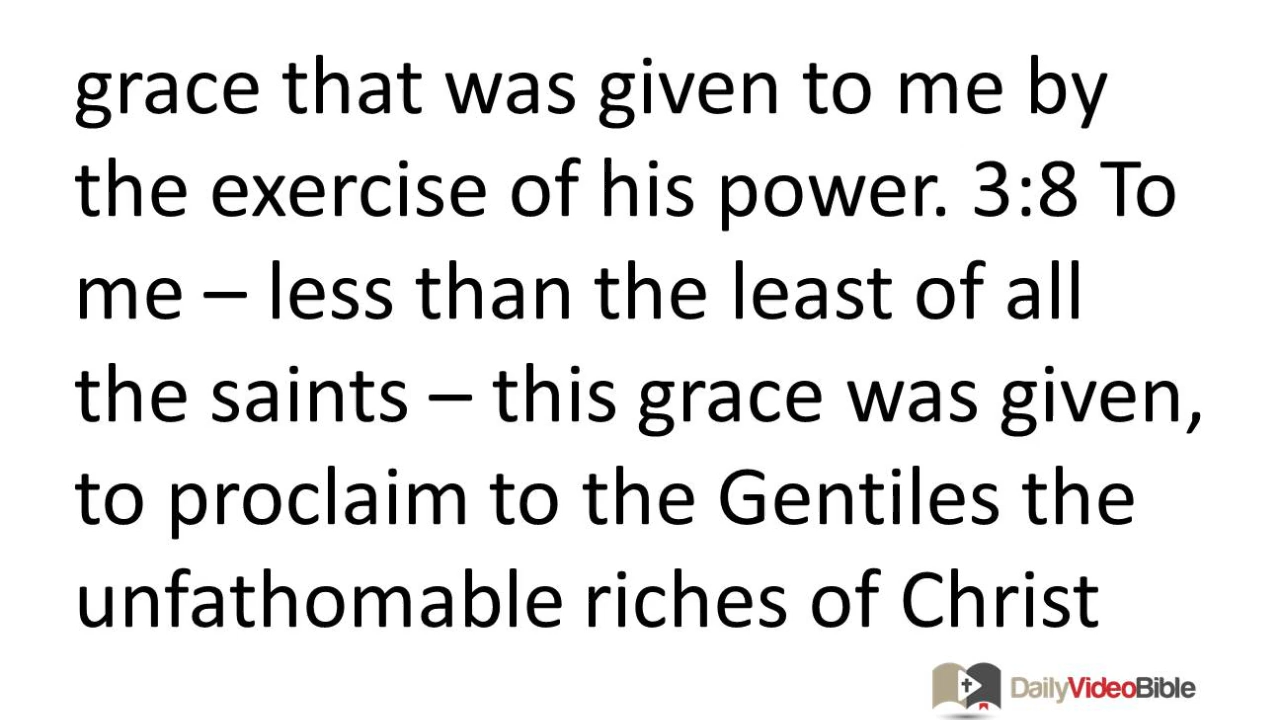 grace that was given to me by
the exercise of his power. 3:8 To
me – less than the least of all
the saints – this grace was given,
to proclaim to the Gentiles the
unfathomable riches of Christ
DailyVideoBible